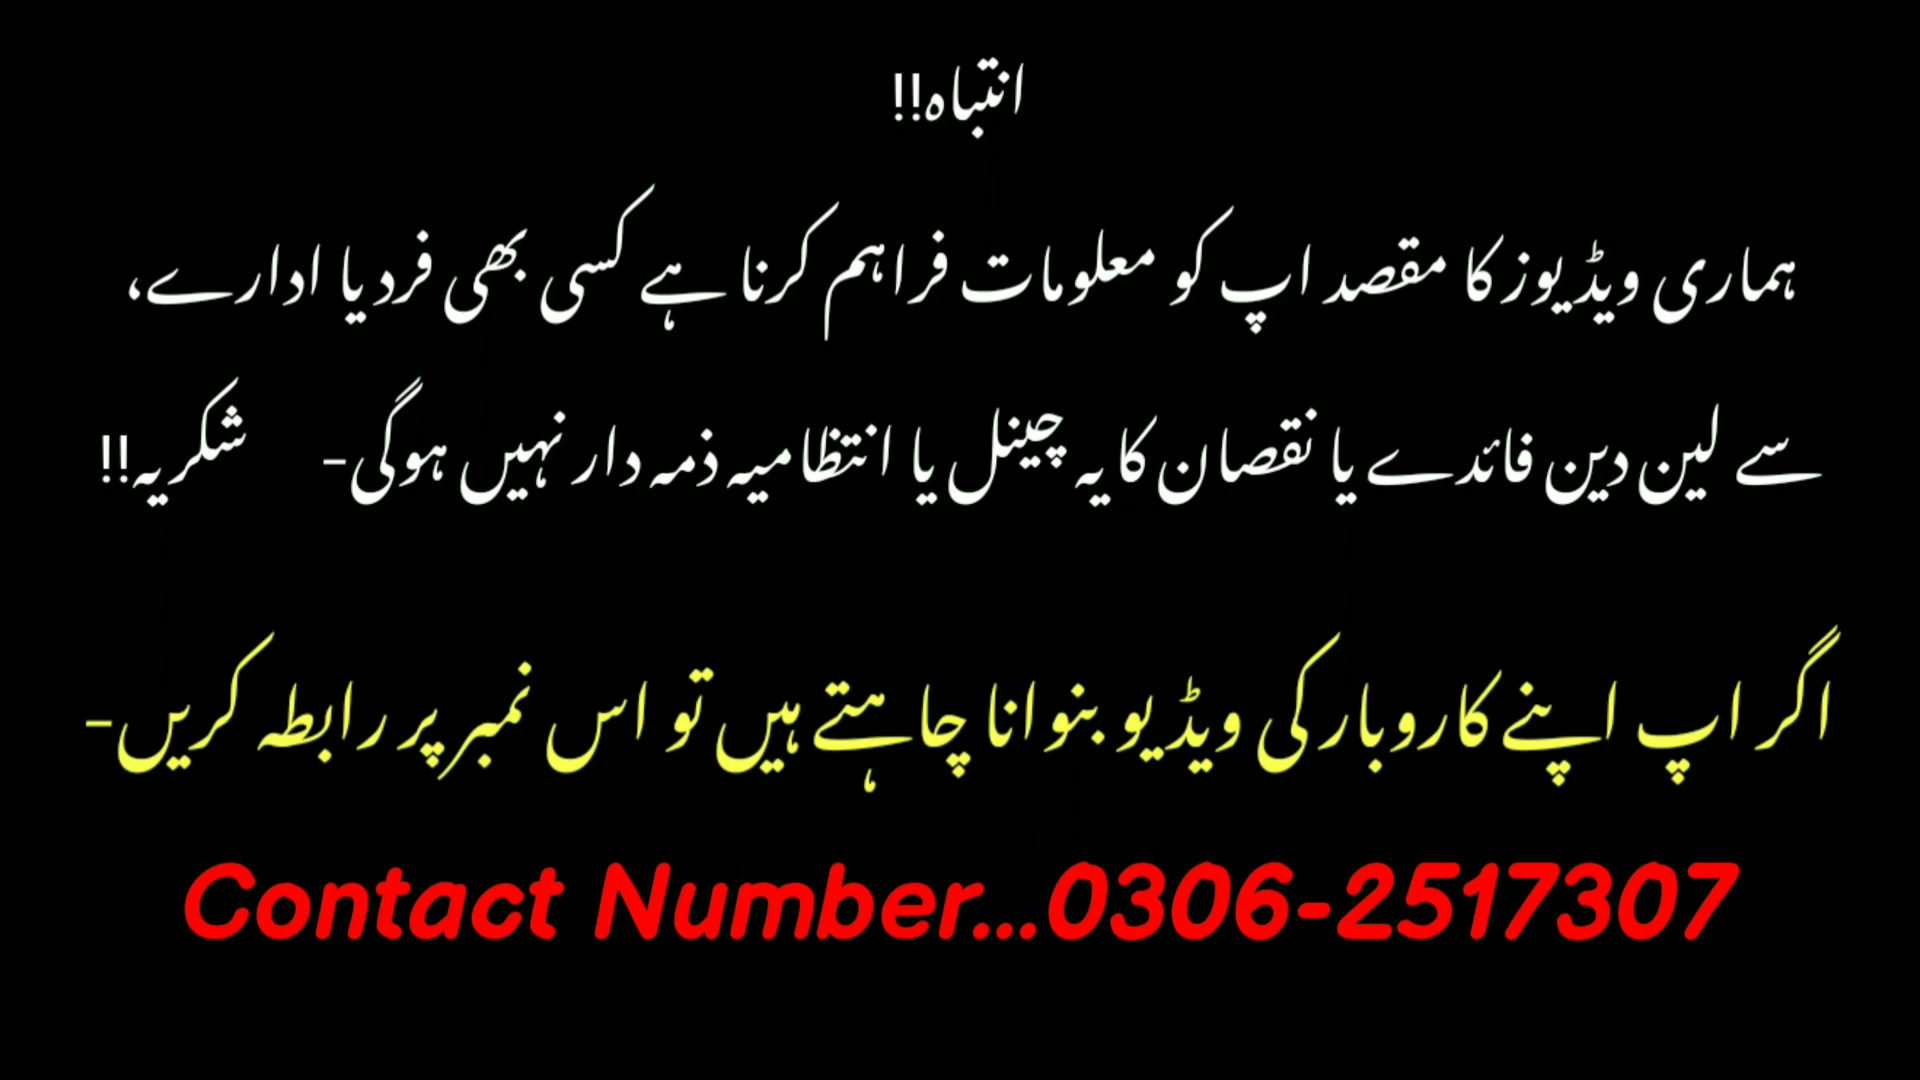 انتباہ!!
ہماری ویڈیوز کا مقصد اپ کو معلومات فراہم کرنا ہے کسی بھی فرد یا ادارے،
سے لین دین فائدے یا نقصان کا یہ چینل یا انتظامیہ ذمہ دار نہیں ہوگی- شکریہ!!
اگر اپ اپنے کاروبار کی ویڈیو بنوانا چاہتے ہیں تو اس نمبر پر رابطہ کریں-
Contact Number...0306-2517307